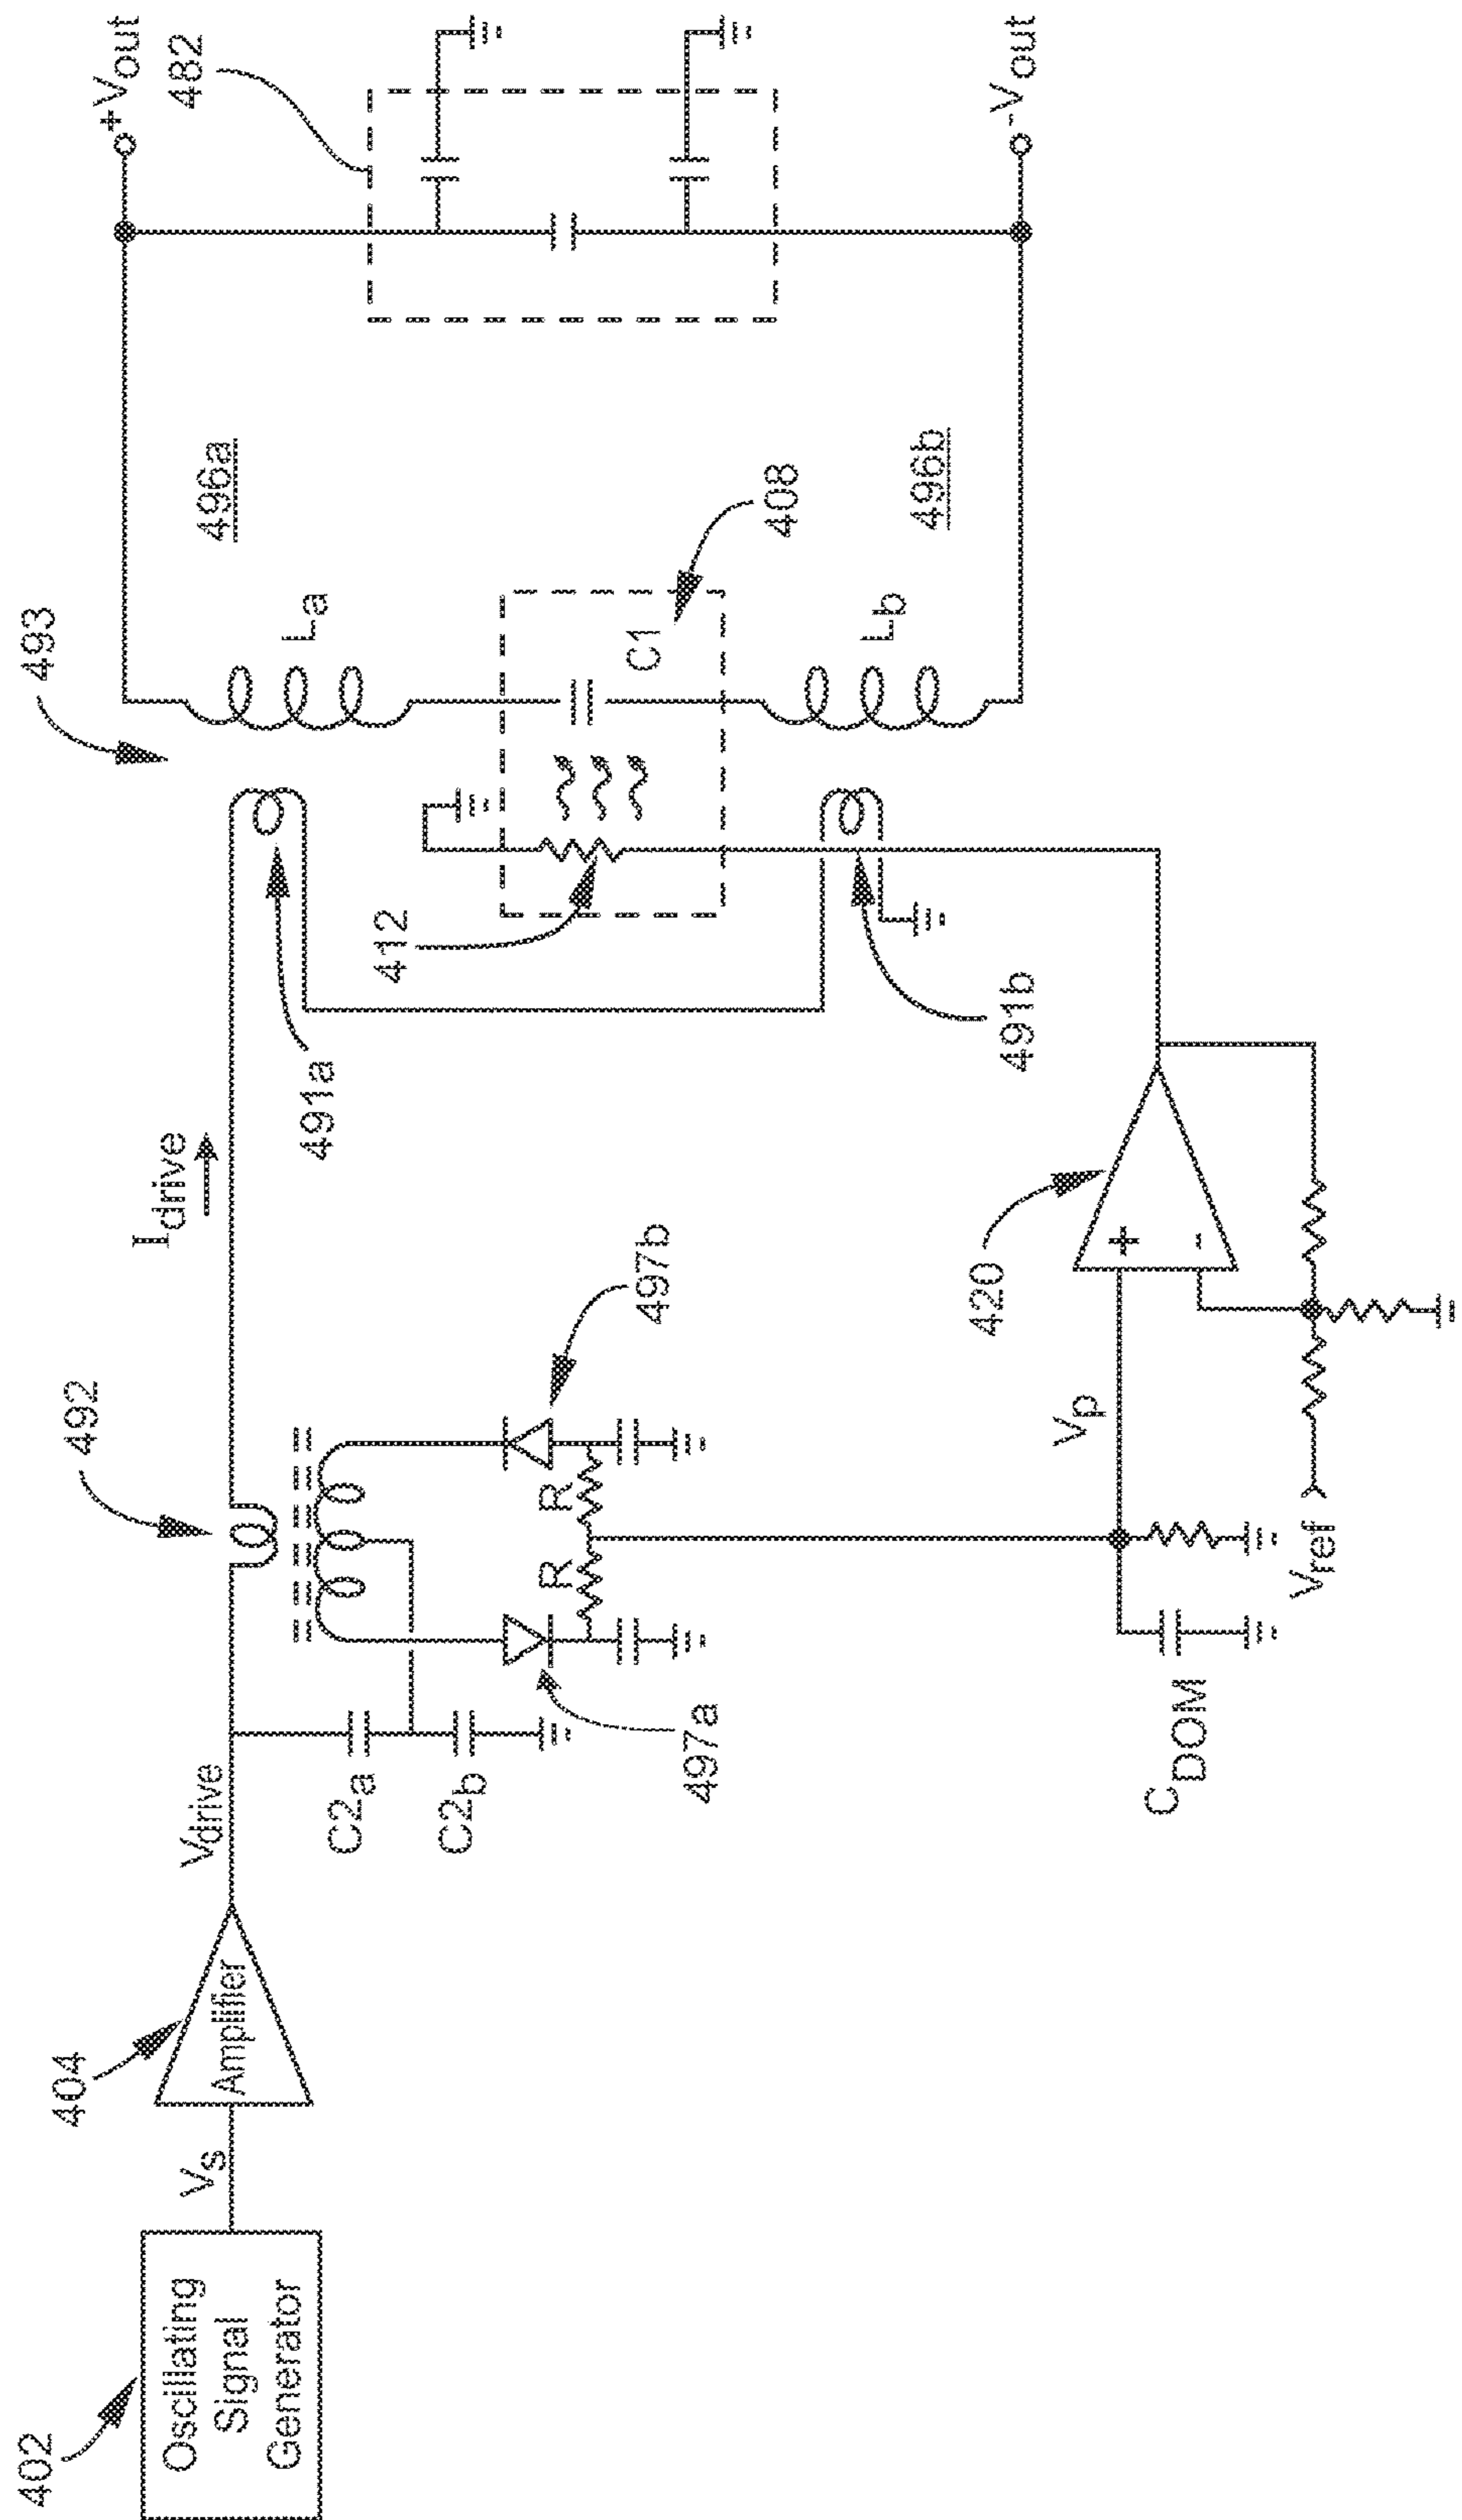 402
Oscillating
Signal
Generator
Vs
404
Amplifier
Vdrive
C2a
C2b
492
Idrive
497a
497b
R
R
CDOM
Vp
Vref
420
+
-
491a
491b
412
493
La
C1
408
Lb
496a
496b
482
+Vout
-Vout